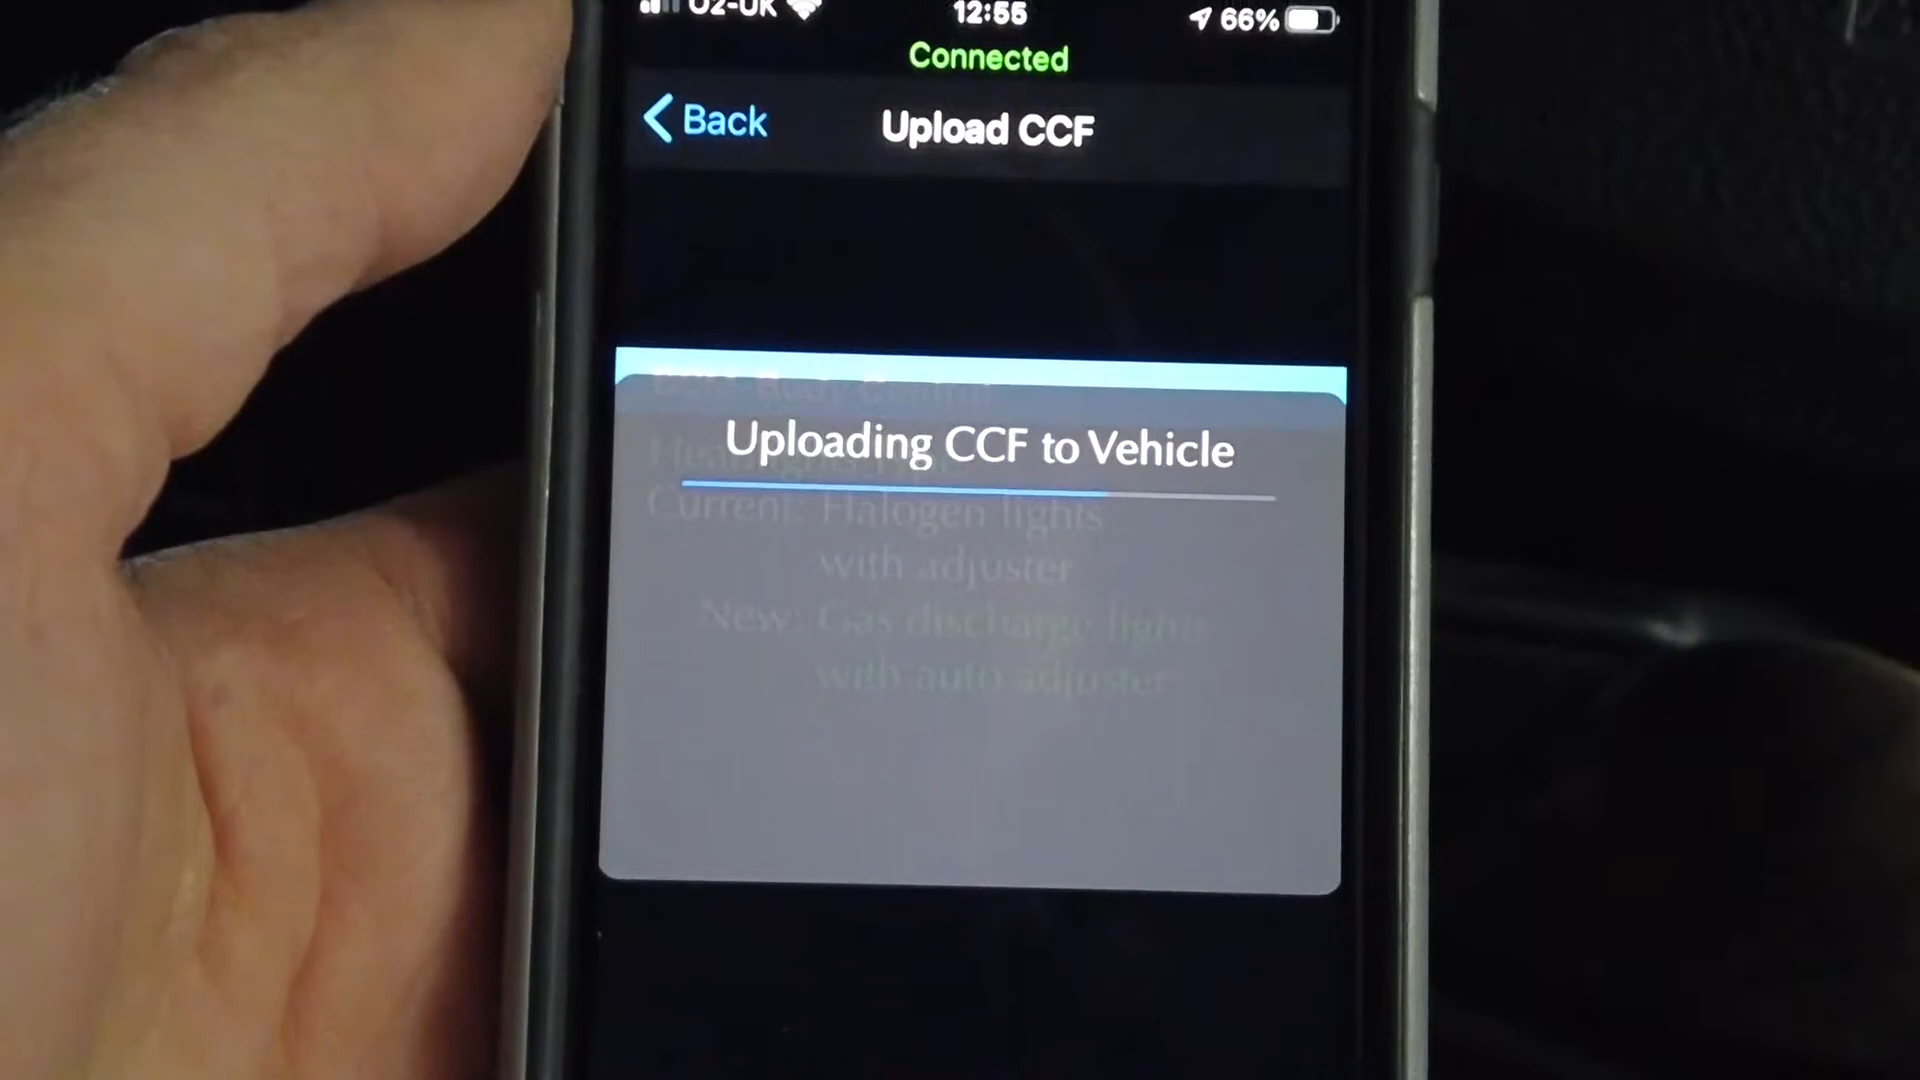 O2-UK 12:55 66%
Connected
Back Upload CCF
Uploading CCF to Vehicle
Current: Halogen lights
with adjuster
New: Gas discharge lights
with auto adjuster